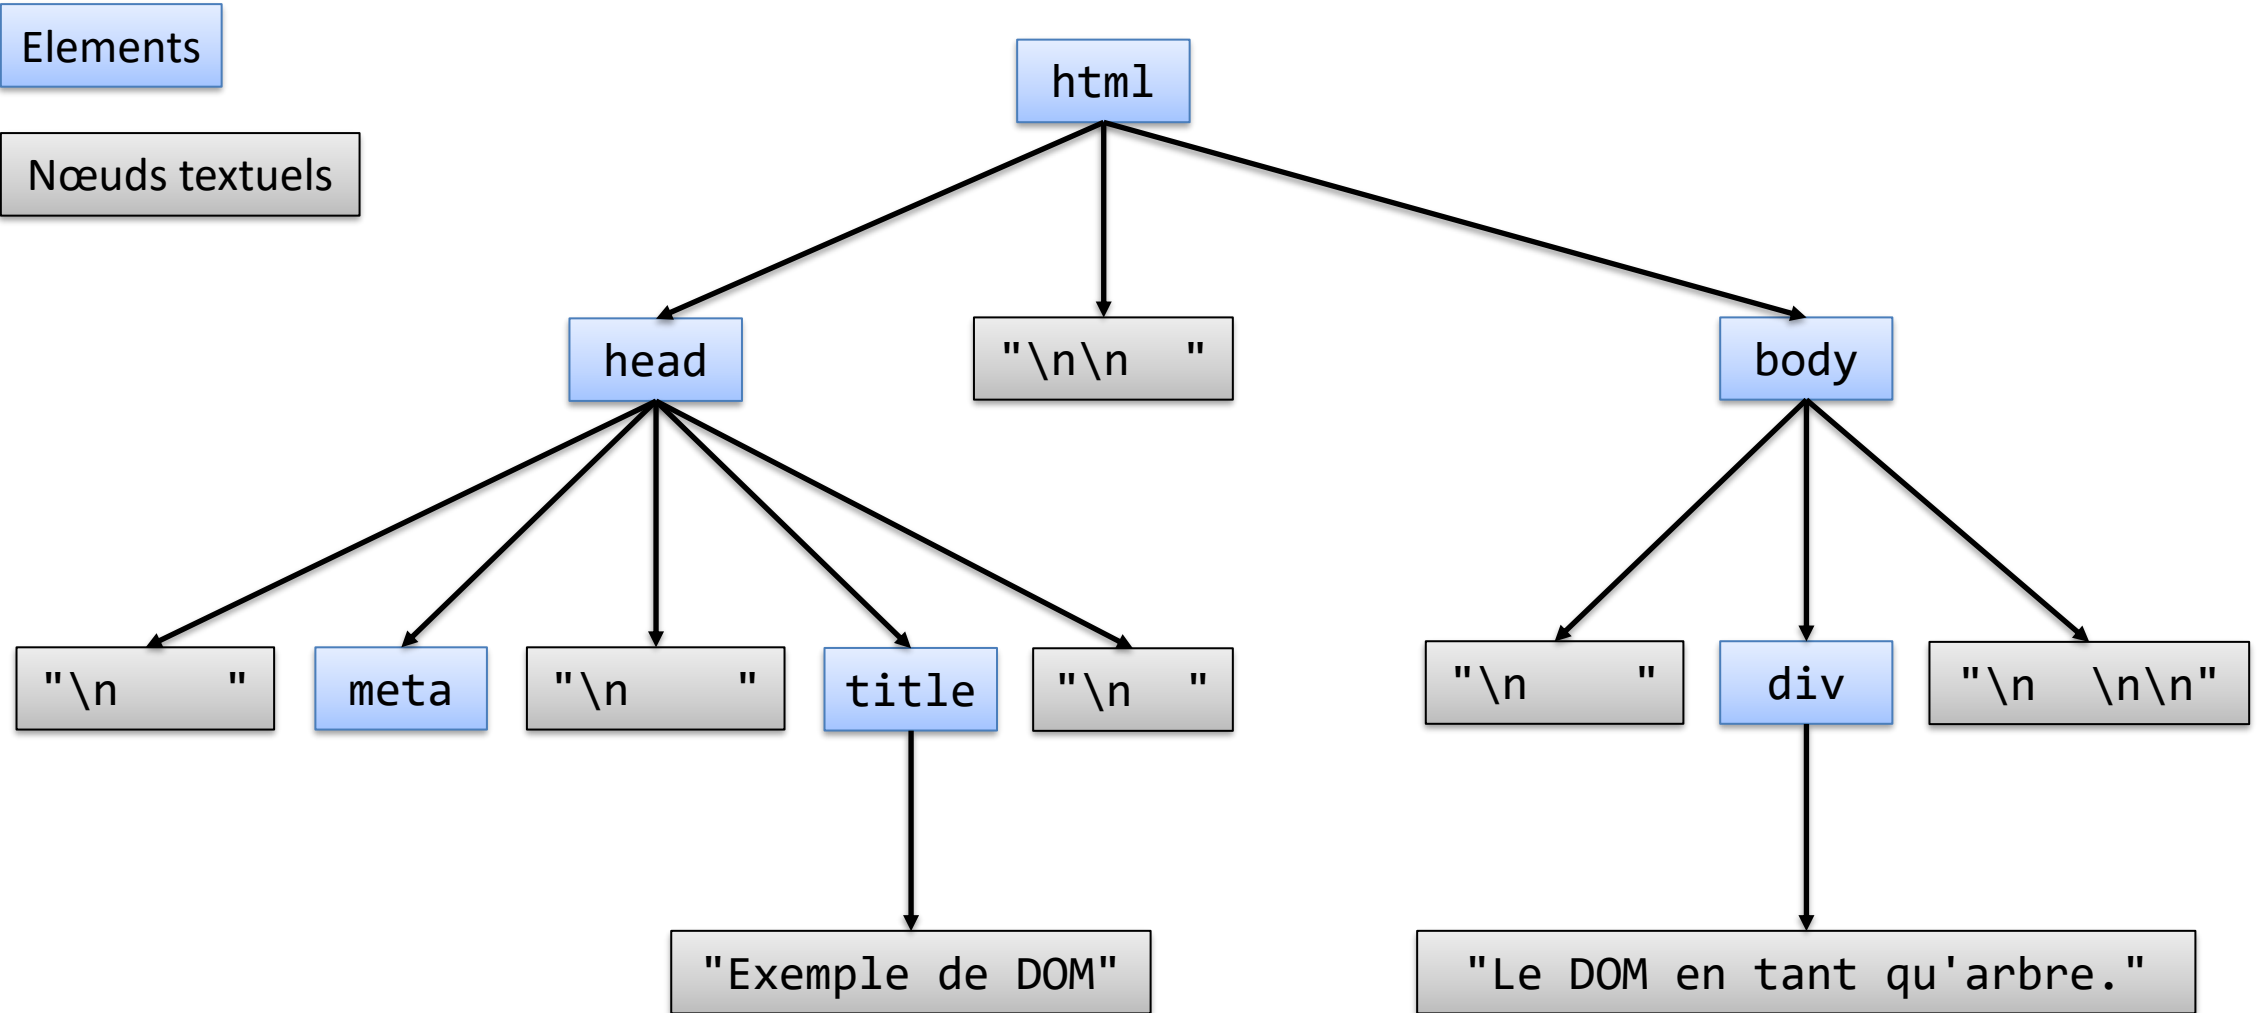 Elements
html
Nœuds textuels
head
"\n\n  "
body
"\n    "
meta
"\n    "
title
"\n  "
"\n    "
div
"\n  \n\n"
"Exemple de DOM"
"Le DOM en tant qu'arbre."